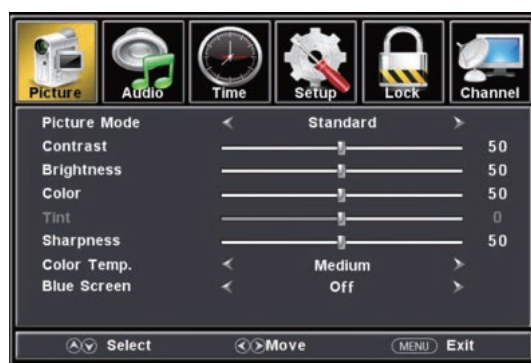 Picture Audio Time Setup Lock Channel
Picture Mode Standard
Contrast 50
Brightness 50
Color 50
Tint 0
Sharpness 50
Color Temp. Medium
Blue Screen Off
Select Move MENU Exit